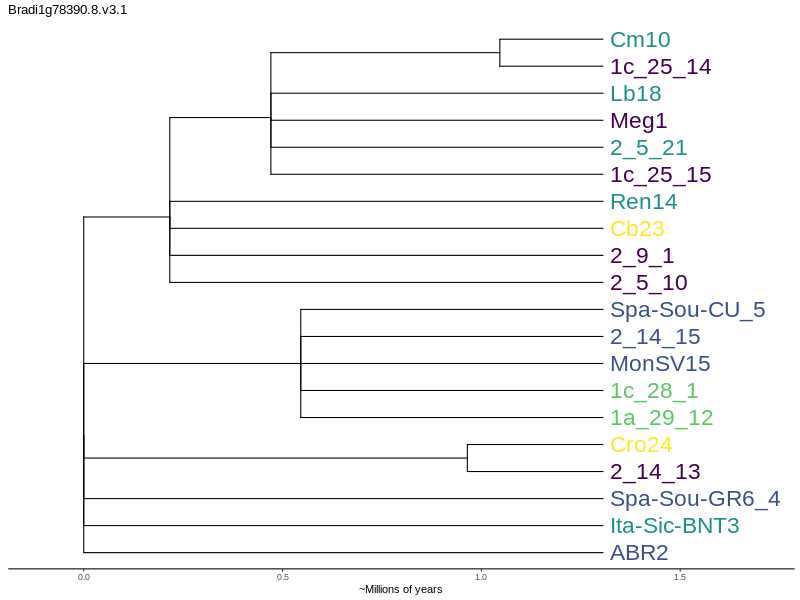 Bradi1g78390.8.v3.1
Cm10
1c_25_14
Lb18
Meg1
2_5_21
1c_25_15
Ren14
Cb23
2_9_1
2_5_10
Spa-Sou-CU_5
2_14_15
MonSV15
1c_28_1
1a_29_12
Cro24
2_14_13
Spa-Sou-GR6_4
Ita-Sic-BNT3
ABR2
0.0 0.5 1.0 1.5
~Millions of years